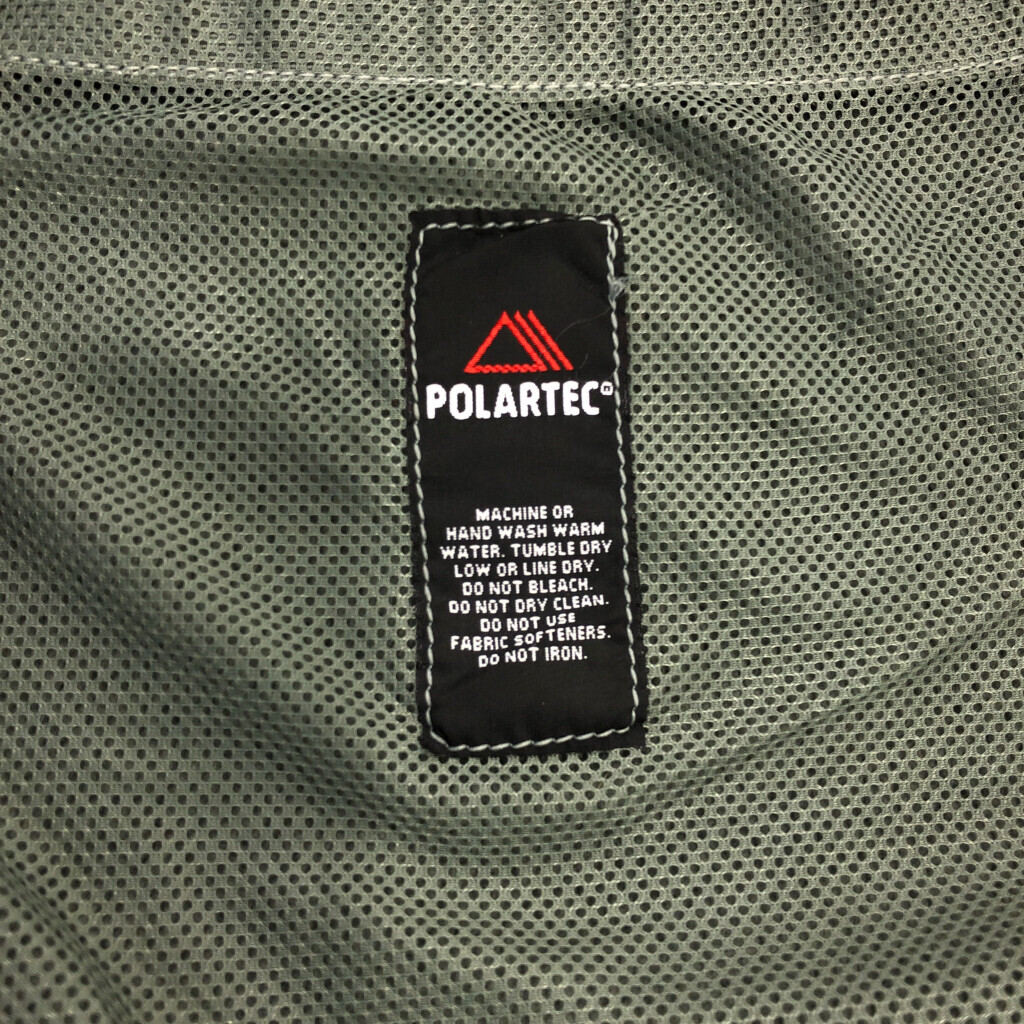 POLARTEC®
MACHINE OR
HAND WASH WARM
WATER. TUMBLE DRY
LOW OR LINE DRY.
DO NOT BLEACH.
DO NOT DRY CLEAN.
DO NOT USE
FABRIC SOFTENERS.
DO NOT IRON.